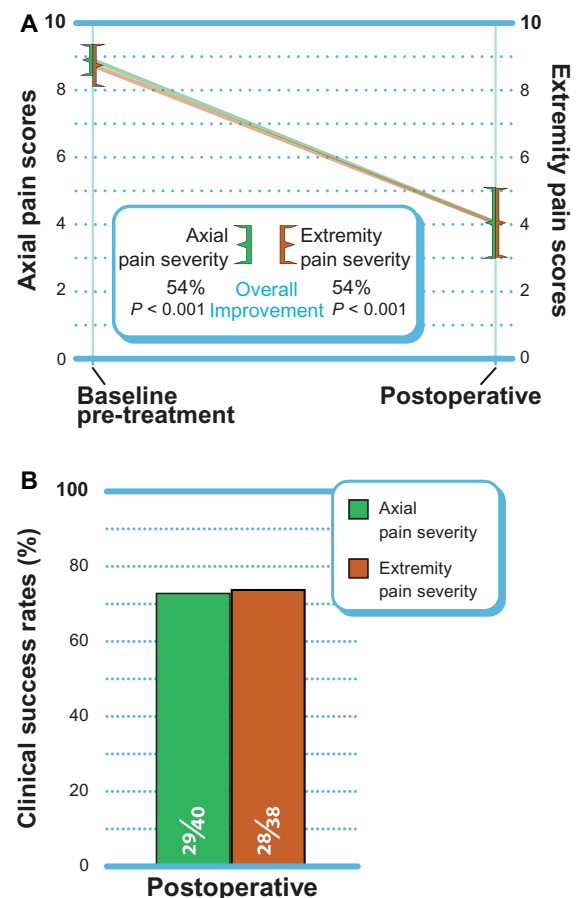 A
10
8
6
4
2
0
Axial pain scores
10
8
6
4
2
0
Extremity pain scores
Axial
pain severity
Extremity
pain severity
54%
P < 0.001
Overall
Improvement
54%
P < 0.001
Baseline
pre-treatment
Postoperative
B
100
80
60
40
20
0
Clinical success rates (%)
Axial
pain severity
Extremity
pain severity
29/40
28/38
Postoperative